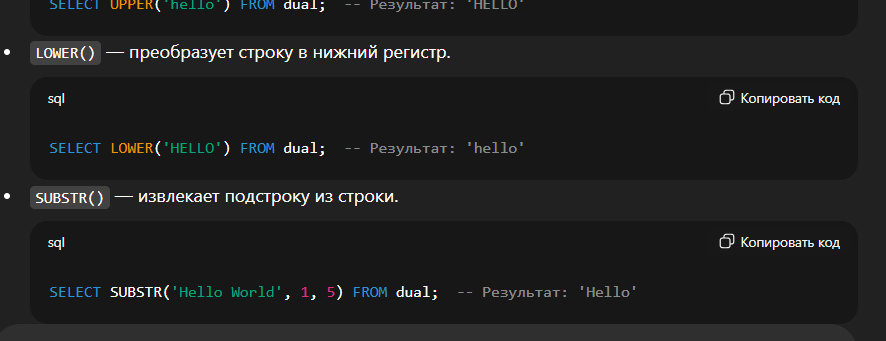 SELECT UPPER('hello') FROM dual;  -- Результат: 'HELLO'
• LOWER() — преобразует строку в нижний регистр.
sql Копировать код
SELECT LOWER('HELLO') FROM dual;  -- Результат: 'hello'
• SUBSTR() — извлекает подстроку из строки.
sql Копировать код
SELECT SUBSTR('Hello World', 1, 5) FROM dual;  -- Результат: 'Hello'